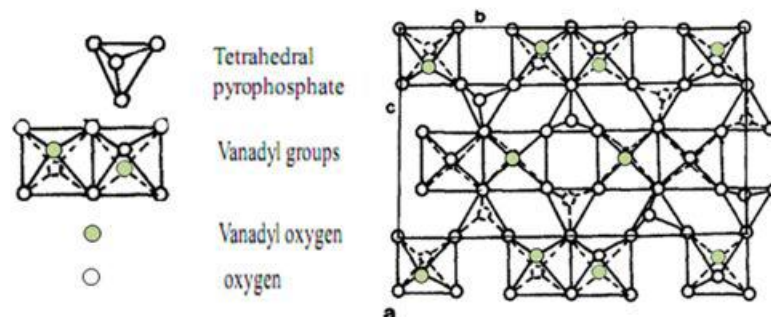 Tetrahedral
pyrophosphate
Vanadyl groups
Vanadyl oxygen
oxygen
b
c
a